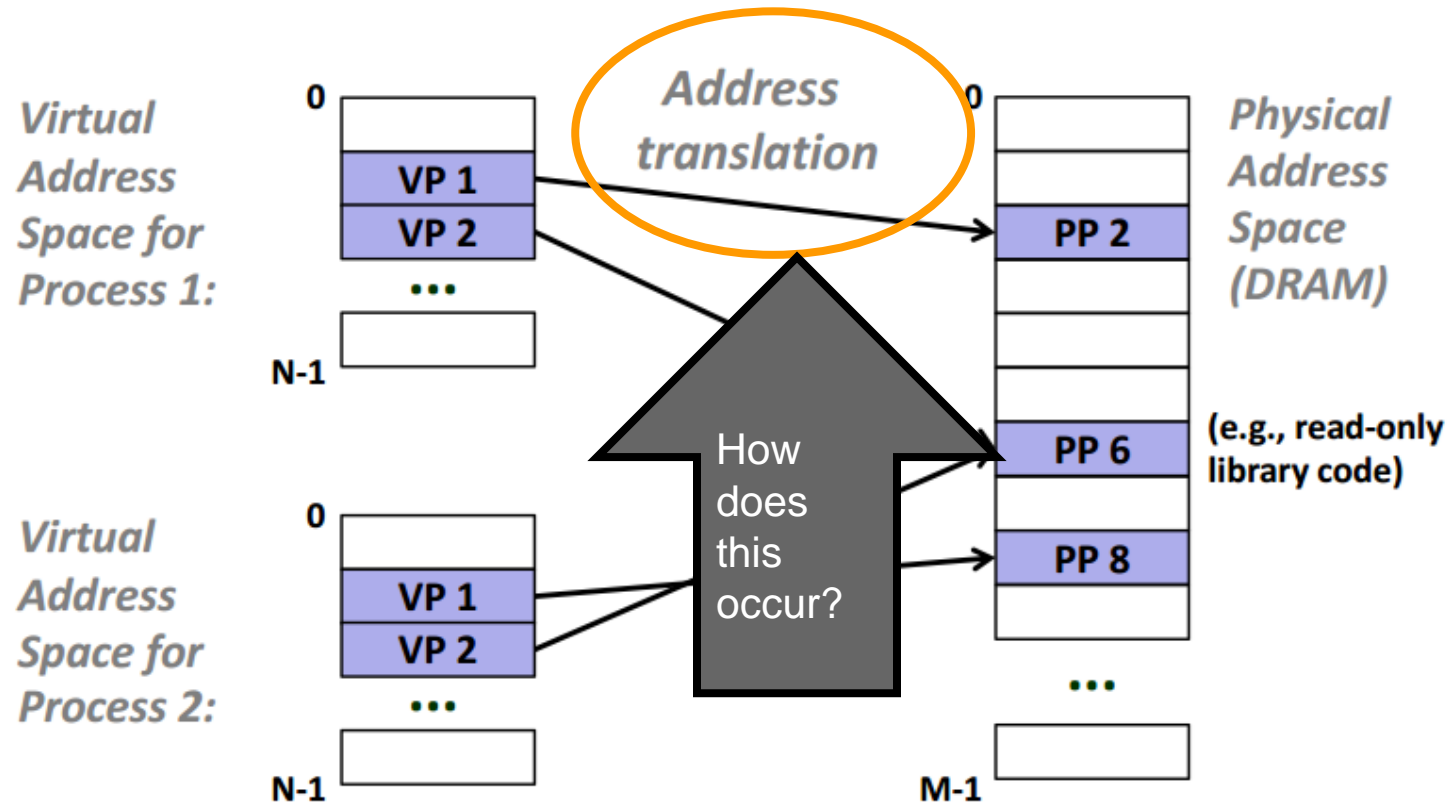 Virtual
Address
Space for
Process 1:
0
VP 1
VP 2
...
N-1
Address
translation
0
PP 2
PP 6
PP 8
...
M-1
Physical
Address
Space
(DRAM)
(e.g., read-only
library code)
How
does
this
occur?
Virtual
Address
Space for
Process 2:
0
VP 1
VP 2
...
N-1